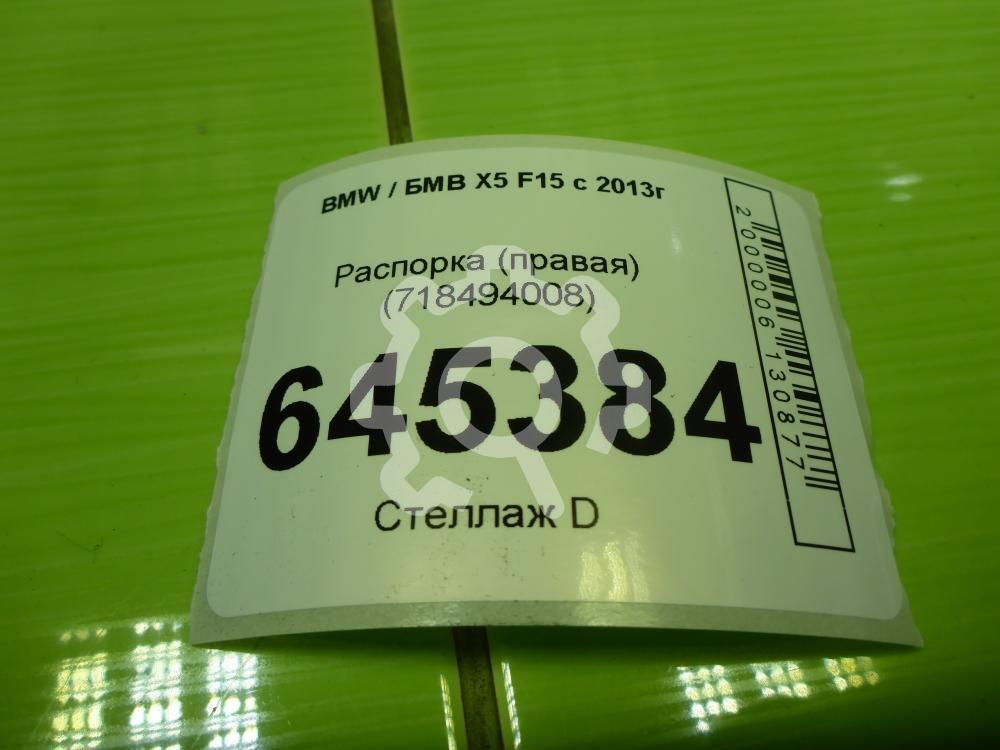 BMW / БМВ X5 F15 с 2013г
Распорка (правая)
(718494008)
645384
Стеллаж D
2000006130877